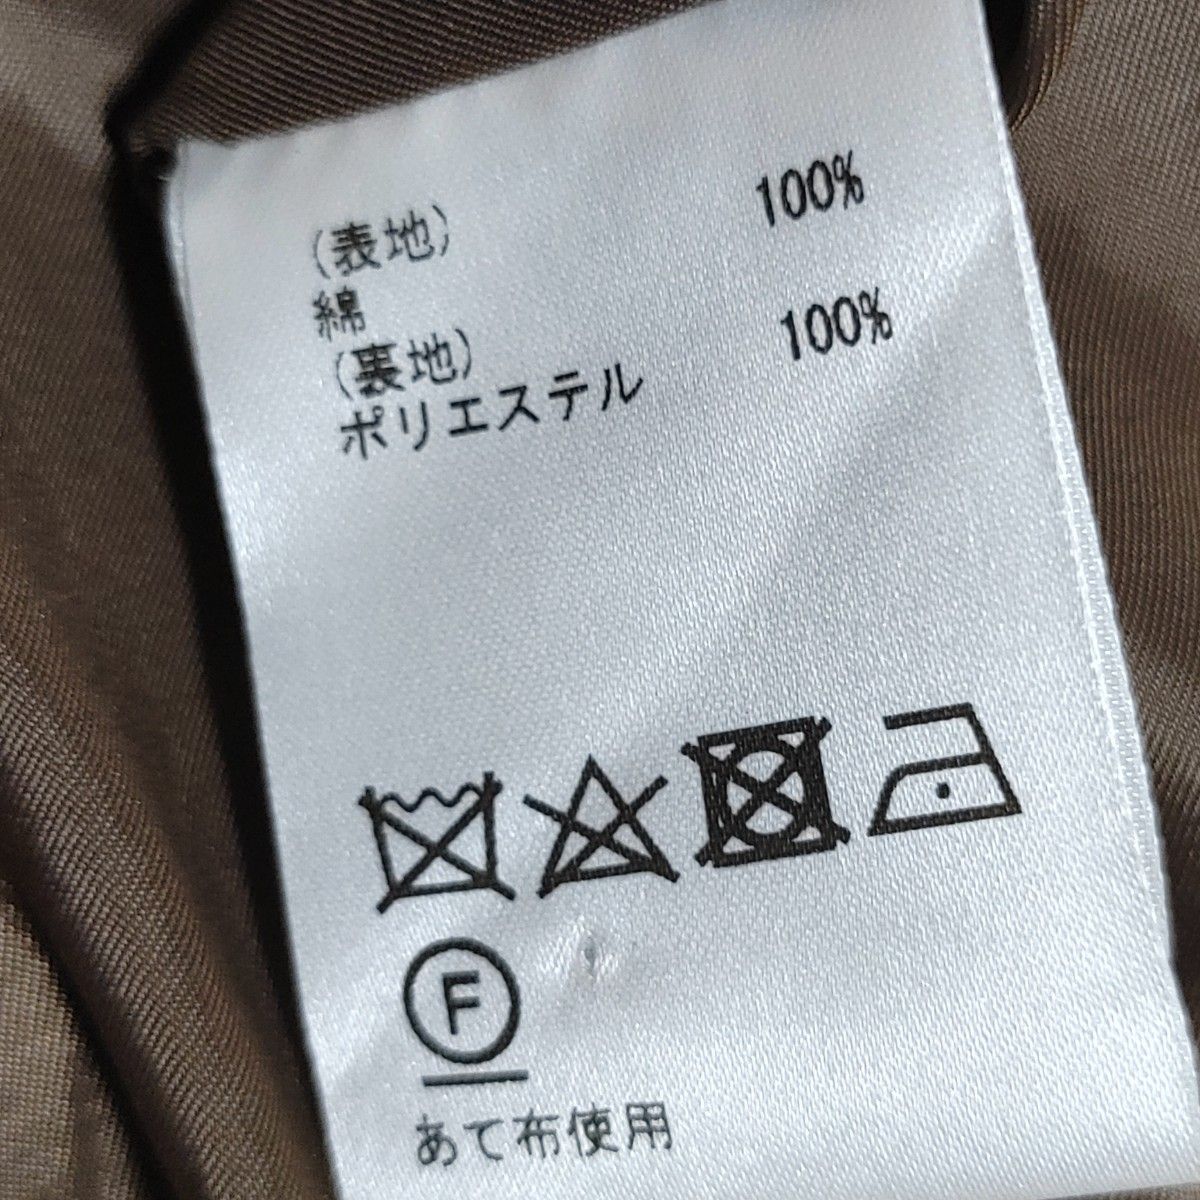 (表地)
綿 100%
(裏地)
ポリエステル 100%
F
あて布使用